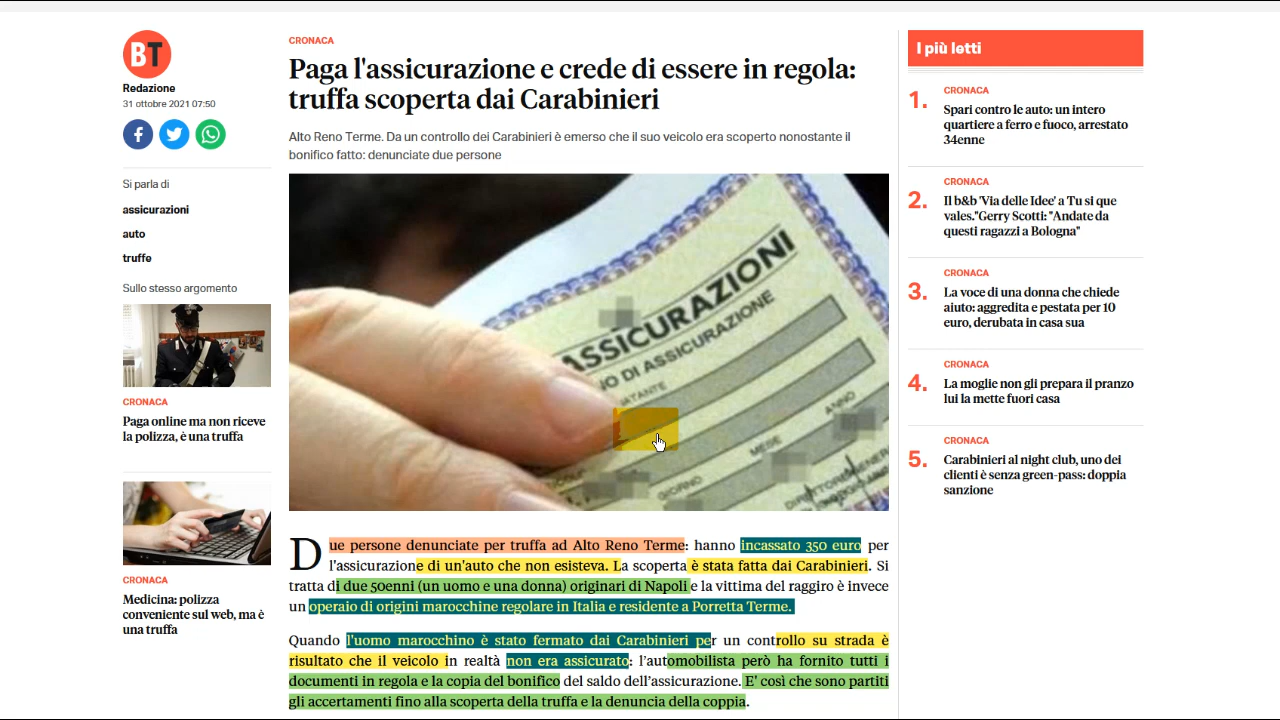 BT
Redazione
31 ottobre 2021 07:50
Si parla di
assicurazioni
auto
truffe
Sullo stesso argomento
CRONACA
Paga online ma non riceve
la polizza, è una truffa
CRONACA
Medicina: polizza
conveniente sul web, ma è
una truffa
CRONACA
Paga l'assicurazione e crede di essere in regola:
truffa scoperta dai Carabinieri
Alto Reno Terme. Da un controllo dei Carabinieri è emerso che il suo veicolo era scoperto nonostante il
bonifico fatto: denunciate due persone
ASSICURAZIONI
NO DI ASSICURAZIONE
ANNO
MESE
GIORNO
Due persone denunciate per truffa ad Alto Reno Terme: hanno incassato 350 euro per
l'assicurazione di un'auto che non esisteva. La scoperta è stata fatta dai Carabinieri. Si
tratta di due 50enni (un uomo e una donna) originari di Napoli e la vittima del raggiro è invece
un operaio di origini marocchine regolare in Italia e residente a Porretta Terme.
Quando l'uomo marocchino è stato fermato dai Carabinieri per un controllo su strada è
risultato che il veicolo in realtà non era assicurato: l’automobilista però ha fornito tutti i
documenti in regola e la copia del bonifico del saldo dell’assicurazione. E' così che sono partiti
gli accertamenti fino alla scoperta della truffa e la denuncia della coppia.
I più letti
1. CRONACA
Spari contro le auto: un intero
quartiere a ferro e fuoco, arrestato
34enne
2. CRONACA
Il b&b 'Via delle Idee' a Tu si que
vales."Gerry Scotti: "Andate da
questi ragazzi a Bologna"
3. CRONACA
La voce di una donna che chiede
aiuto: aggredita e pestata per 10
euro, derubata in casa sua
4. CRONACA
La moglie non gli prepara il pranzo
lui la mette fuori casa
5. CRONACA
Carabinieri al night club, uno dei
clienti è senza green-pass: doppia
sanzione